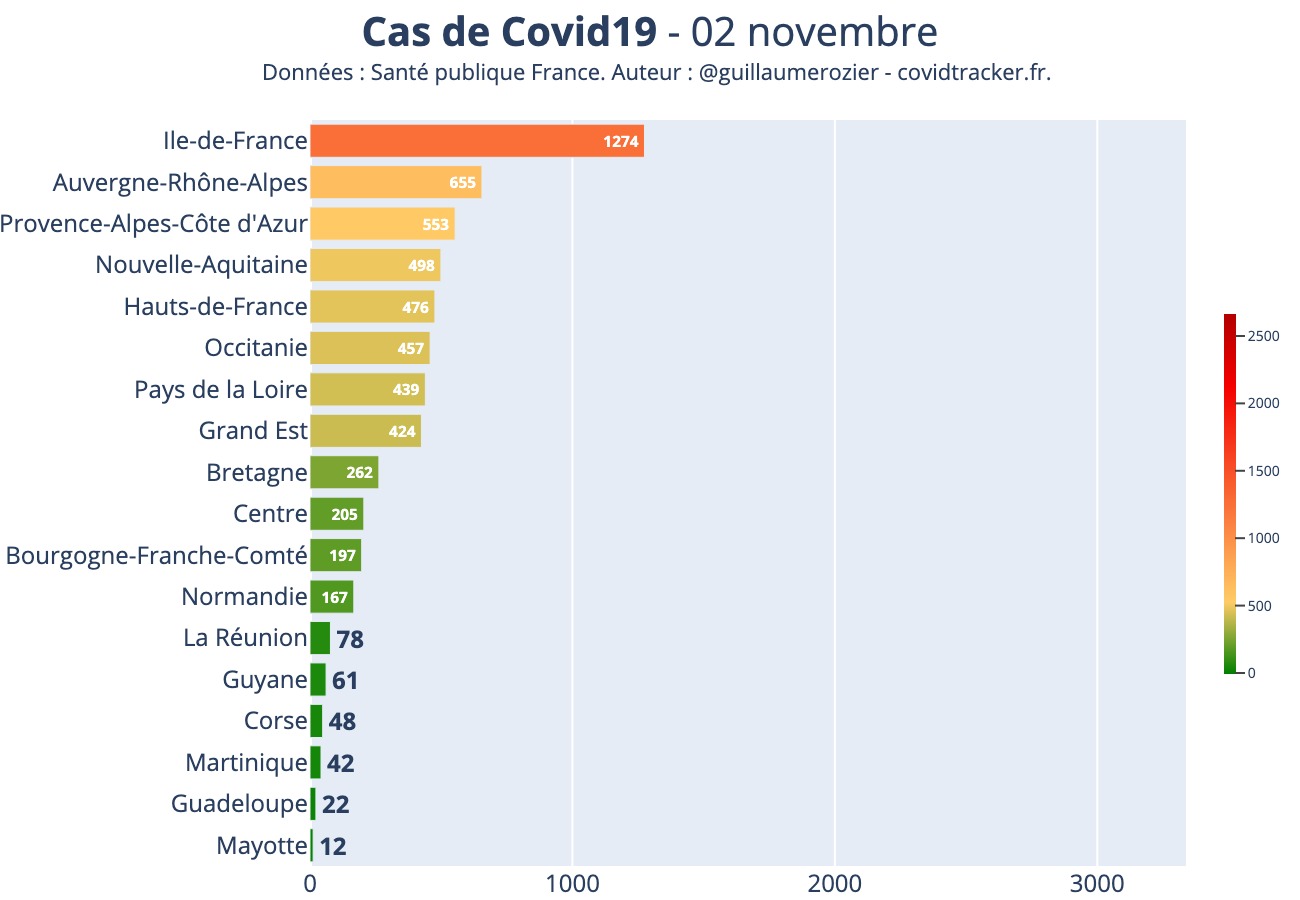 Cas de Covid19 - 02 novembre
Données : Santé publique France. Auteur : @guillaumerozier - covidtracker.fr.
Ile-de-France 1274
Auvergne-Rhône-Alpes 655
Provence-Alpes-Côte d'Azur 553
Nouvelle-Aquitaine 498
Hauts-de-France 476
Occitanie 457
Pays de la Loire 439
Grand Est 424
Bretagne 262
Centre 205
Bourgogne-Franche-Comté 197
Normandie 167
La Réunion 78
Guyane 61
Corse 48
Martinique 42
Guadeloupe 22
Mayotte 12
0 1000 2000 3000
2500
2000
1500
1000
500
0